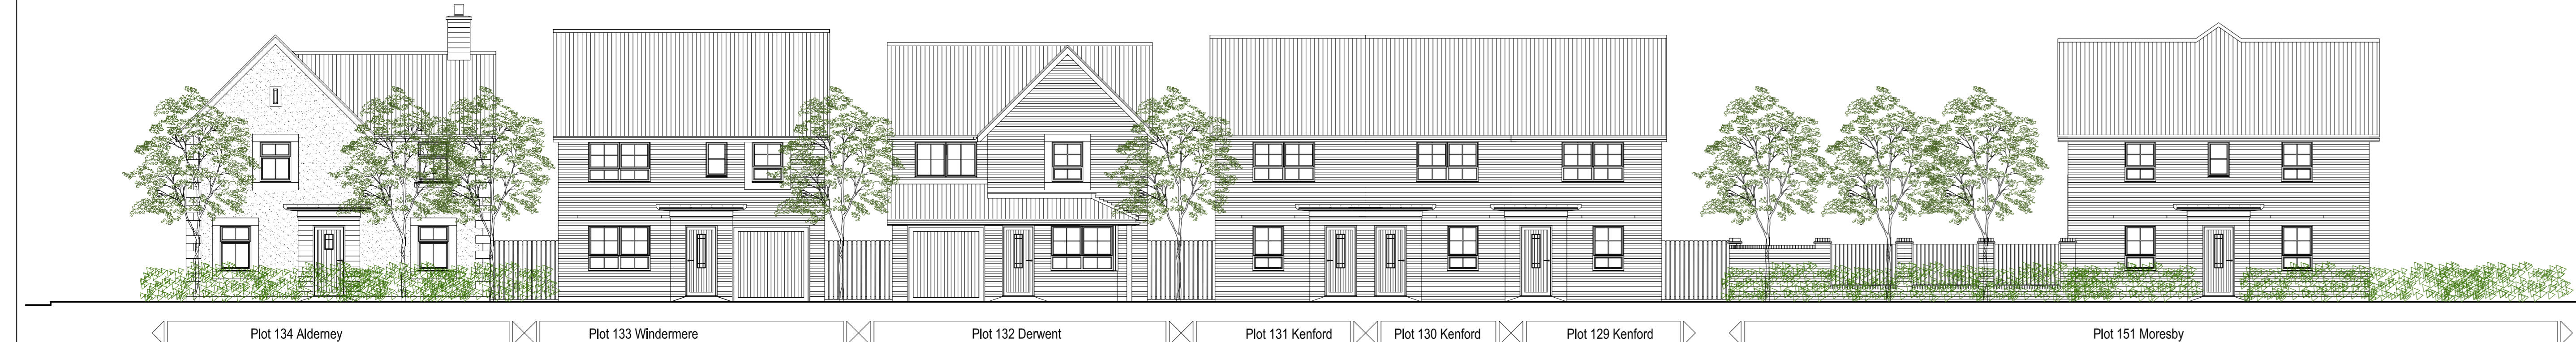 Plot 134 Alderney
Plot 133 Windermere
Plot 132 Derwent
Plot 131 Kenford
Plot 130 Kenford
Plot 129 Kenford
Plot 151 Moresby